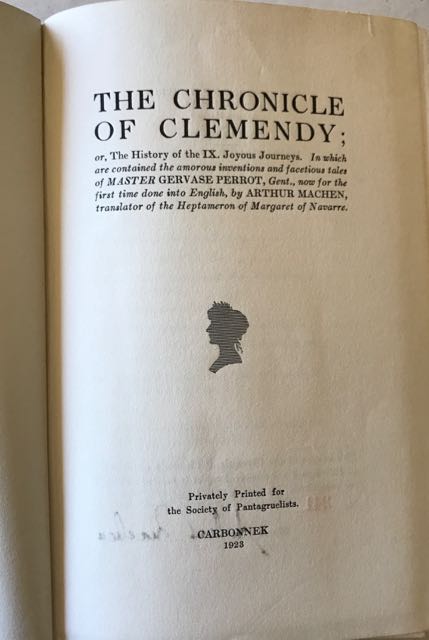 THE CHRONICLE
OF CLEMENDY;
or, The History of the IX. Joyous Journeys. In which
are contained the amorous inventions and facetious tales
of MASTER GERVASE PERROT, Gent., now for the
first time done into English, by ARTHUR MACHEN,
translator of the Heptameron of Margaret of Navarre.
Privately Printed for
the Society of Pantagruelists.
CARBONNEK
1923